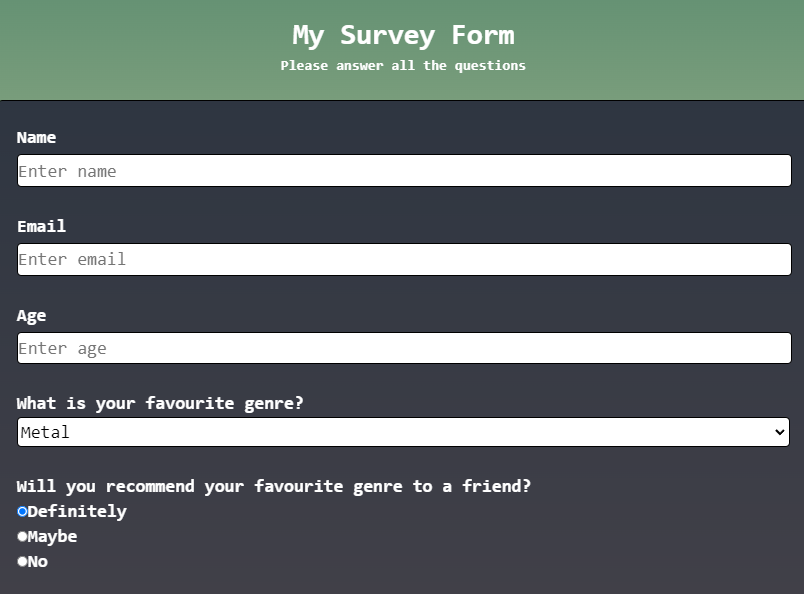 My Survey Form
Please answer all the questions
Name
Enter name
Email
Enter email
Age
Enter age
What is your favourite genre?
Metal
Will you recommend your favourite genre to a friend?
Definitely
Maybe
No